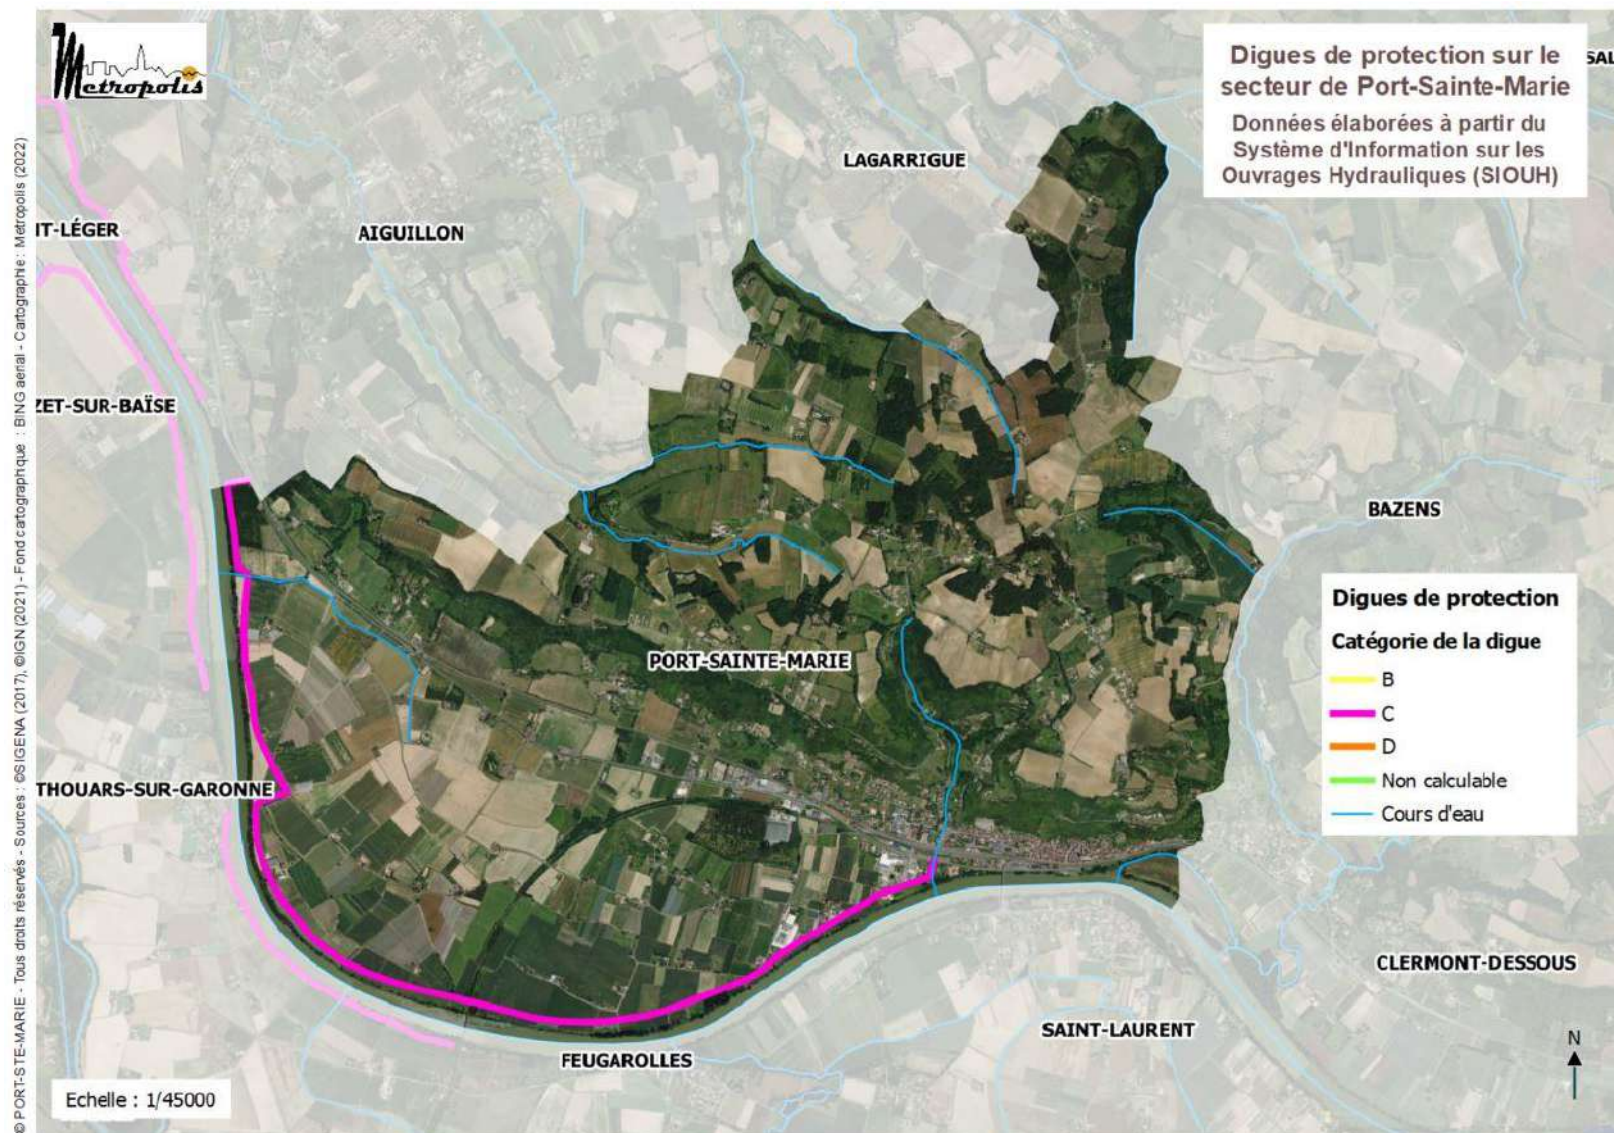 Metropolis
Digues de protection sur le
secteur de Port-Sainte-Marie
Données élaborées à partir du
Système d'Information sur les
Ouvrages Hydrauliques (SIOUH)
SAL
LAGARRIGUE
NT-LÉGER
AIGUILLON
ZET-SUR-BAÏSE
BAZENS
PORT-SAINTE-MARIE
THOUARS-SUR-GARONNE
Digues de protection
Catégorie de la digue
B
C
D
Non calculable
Cours d'eau
CLERMONT-DESSOUS
SAINT-LAURENT
FEUGAROLLES
N
Echelle : 1/45000
© PORT-STE-MARIE - Tous droits réservés - Sources : ©SIGENA (2017), ©IGN (2021) - Fond cartographique : BING aerial - Cartographie : Metropolis (2022)